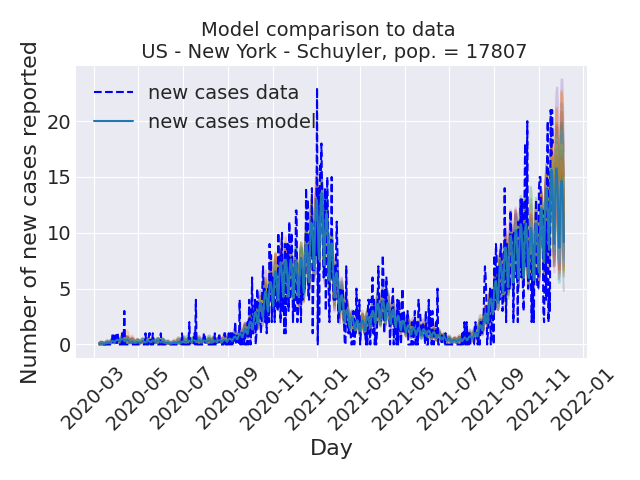 Model comparison to data
US - New York - Schuyler, pop. = 17807
Number of new cases reported
new cases data
new cases model
20
15
10
5
0
2020-03
2020-05
2020-07
2020-09
2020-11
2021-01
2021-03
2021-05
2021-07
2021-09
2021-11
2022-01
Day